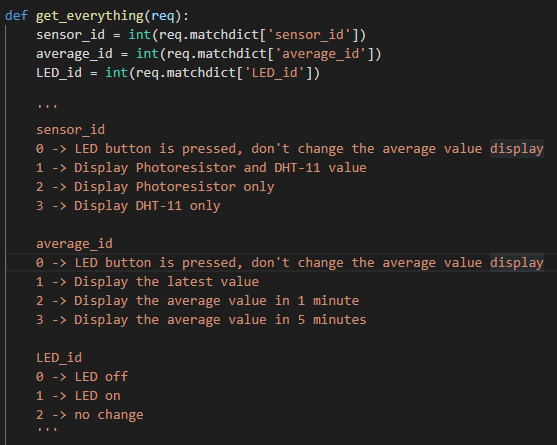 def get_everything(req):
    sensor_id = int(req.matchdict['sensor_id'])
    average_id = int(req.matchdict['average_id'])
    LED_id = int(req.matchdict['LED_id'])

    '''
    sensor_id
    0 -> LED button is pressed, don't change the average value display
    1 -> Display Photoresistor and DHT-11 value
    2 -> Display Photoresistor only
    3 -> Display DHT-11 only

    average_id
    0 -> LED button is pressed, don't change the average value display
    1 -> Display the latest value
    2 -> Display the average value in 1 minute
    3 -> Display the average value in 5 minutes

    LED_id
    0 -> LED off
    1 -> LED on
    2 -> no change
    '''